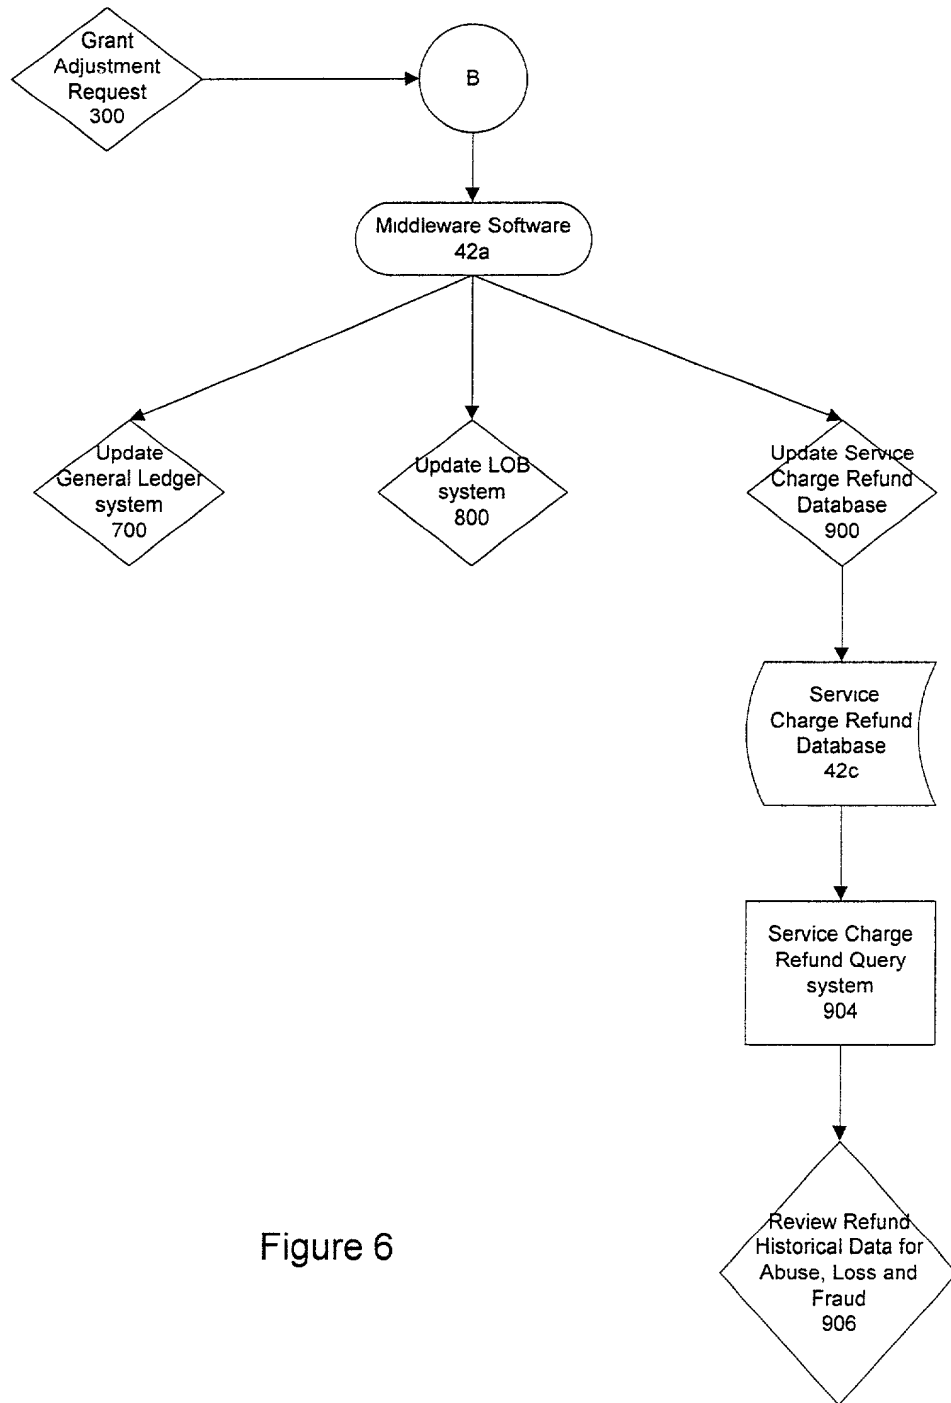 Grant
Adjustment
Request
300
B
Middleware Software
42a
Update
General Ledger
system
700
Update LOB
system
800
Update Service
Charge Refund
Database
900
Service
Charge Refund
Database
42c
Service Charge
Refund Query
system
904
Review Refund
Historical Data for
Abuse, Loss and
Fraud
906
Figure 6